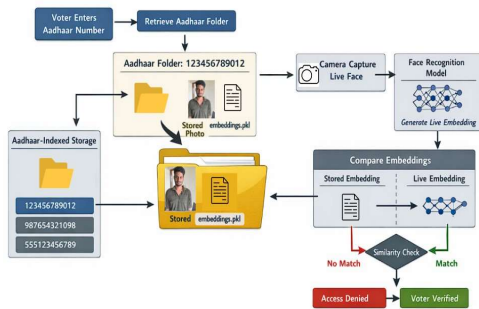 Voter Enters
Aadhaar Number
Retrieve Aadhaar Folder
Aadhaar Folder: 123456789012
Stored
Photo
embeddings.pkl
Camera Capture
Live Face
Face Recognition
Model
Generate Live Embedding
Aadhaar-Indexed Storage
123456789012
987654321098
555123456789
Stored
embeddings.pkl
Compare Embeddings
Stored Embedding
Live Embedding
No Match
Similarity Check
Match
Access Denied
Voter Verified